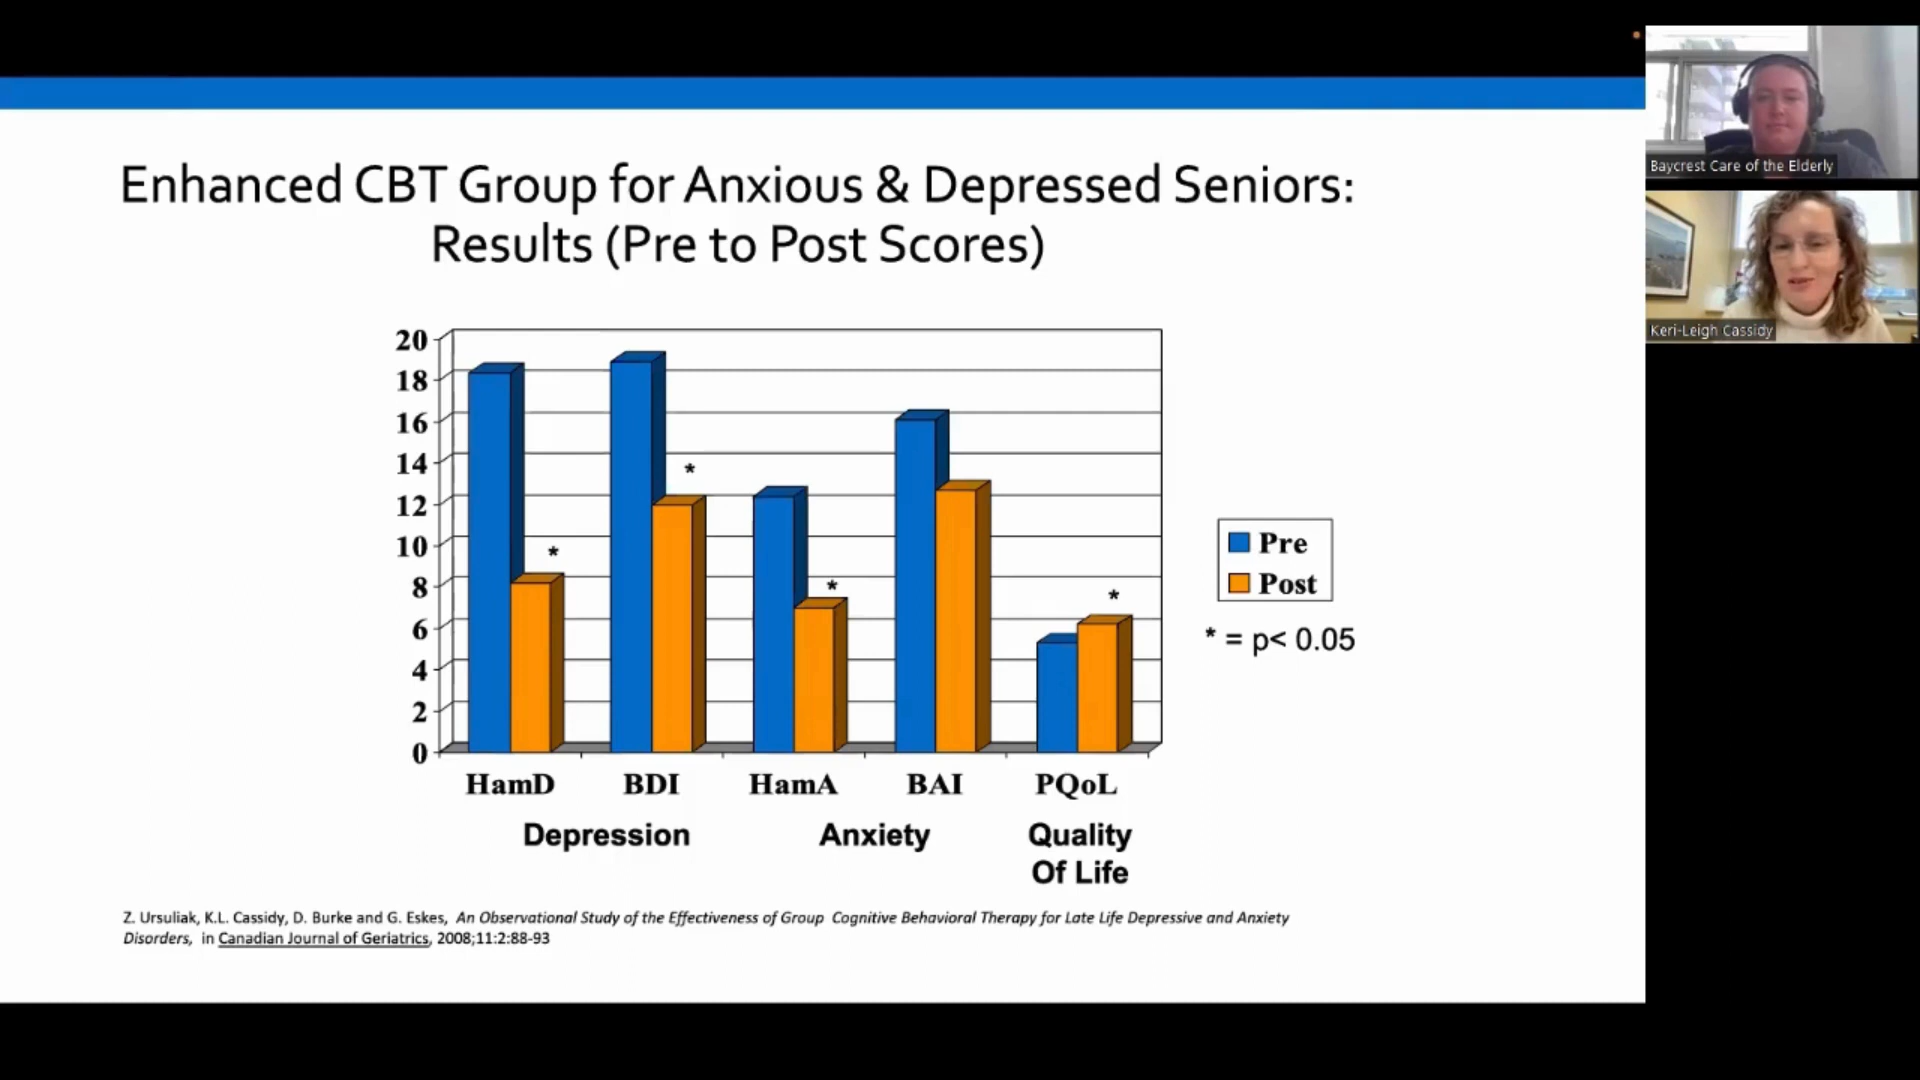 Enhanced CBT Group for Anxious & Depressed Seniors:
Results (Pre to Post Scores)
20
18
16
14
12
10
8
6
4
2
0
*
*
*
*
HamD BDI HamA BAI PQoL
Depression Anxiety Quality
Of Life
Pre
Post
* = p< 0.05
Z. Ursuliak, K.L. Cassidy, D. Burke and G. Eskes, An Observational Study of the Effectiveness of Group Cognitive Behavioral Therapy for Late Life Depressive and Anxiety
Disorders, in Canadian Journal of Geriatrics, 2008;11:2:88-93
Baycrest Care of the Elderly
Keri-Leigh Cassidy